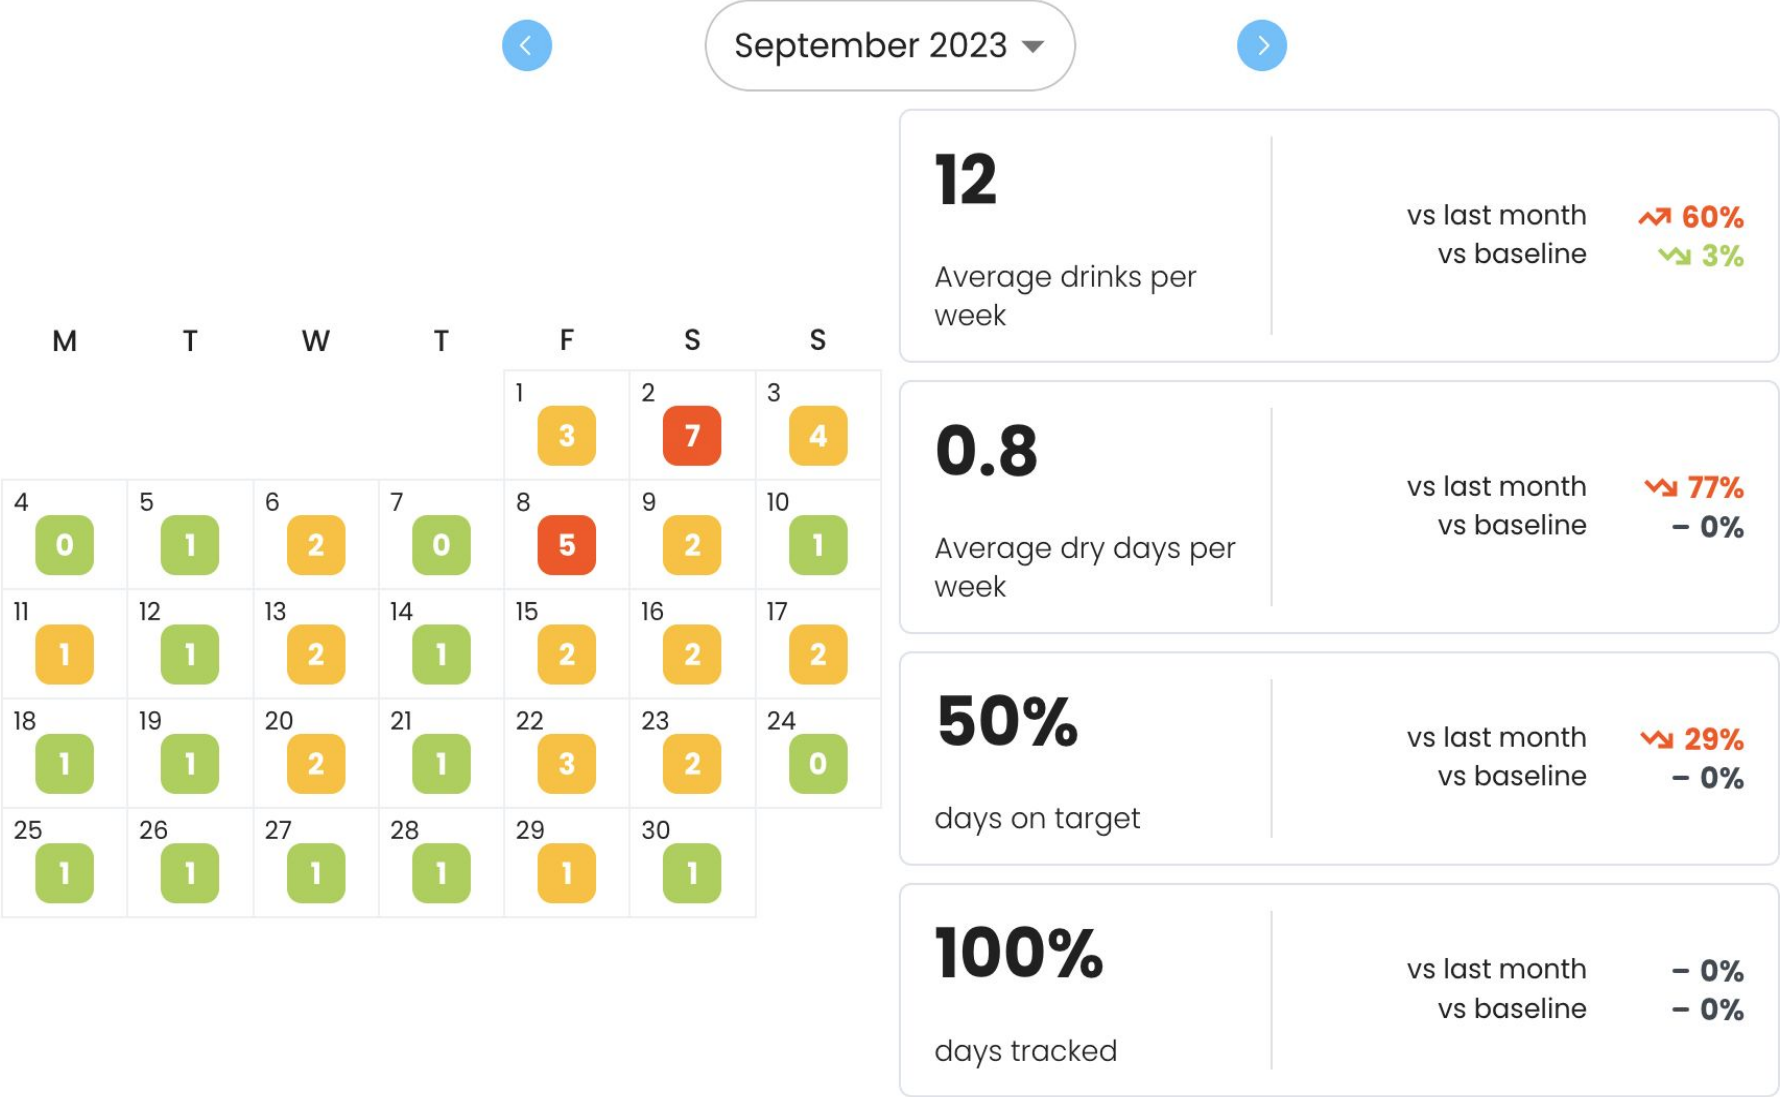 September 2023
M T W T F S S
1 2 3
3 7 4
4 5 6 7 8 9 10
0 1 2 0 5 2 1
11 12 13 14 15 16 17
1 1 2 1 2 2 2
18 19 20 21 22 23 24
1 1 2 1 3 2 0
25 26 27 28 29 30
1 1 1 1 1 1
12
Average drinks per
week
vs last month 60%
vs baseline 3%
0.8
Average dry days per
week
vs last month 77%
vs baseline – 0%
50%
days on target
vs last month 29%
vs baseline – 0%
100%
days tracked
vs last month – 0%
vs baseline – 0%